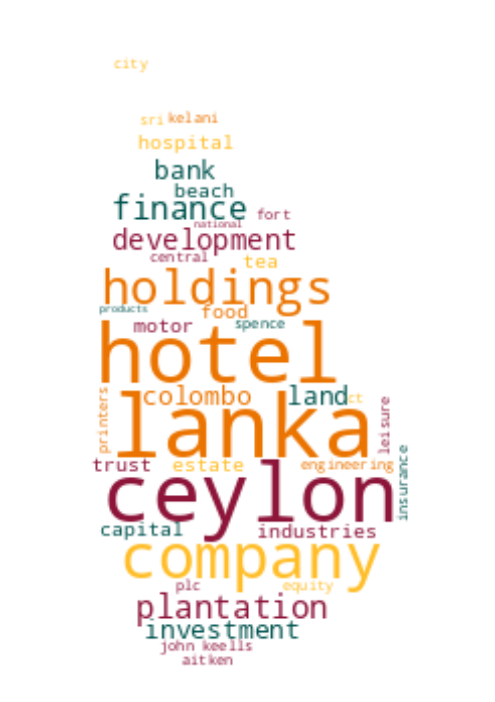 city
sri kelani
hospital
bank
beach
finance fort
national
development
central tea
holdings
products food
motor spence
hotel
printers colombo land ct
lanka leisure
trust estate engineering
ceylon insurance
capital industries
company
plc equity
plantation
investment
john keells
aitken